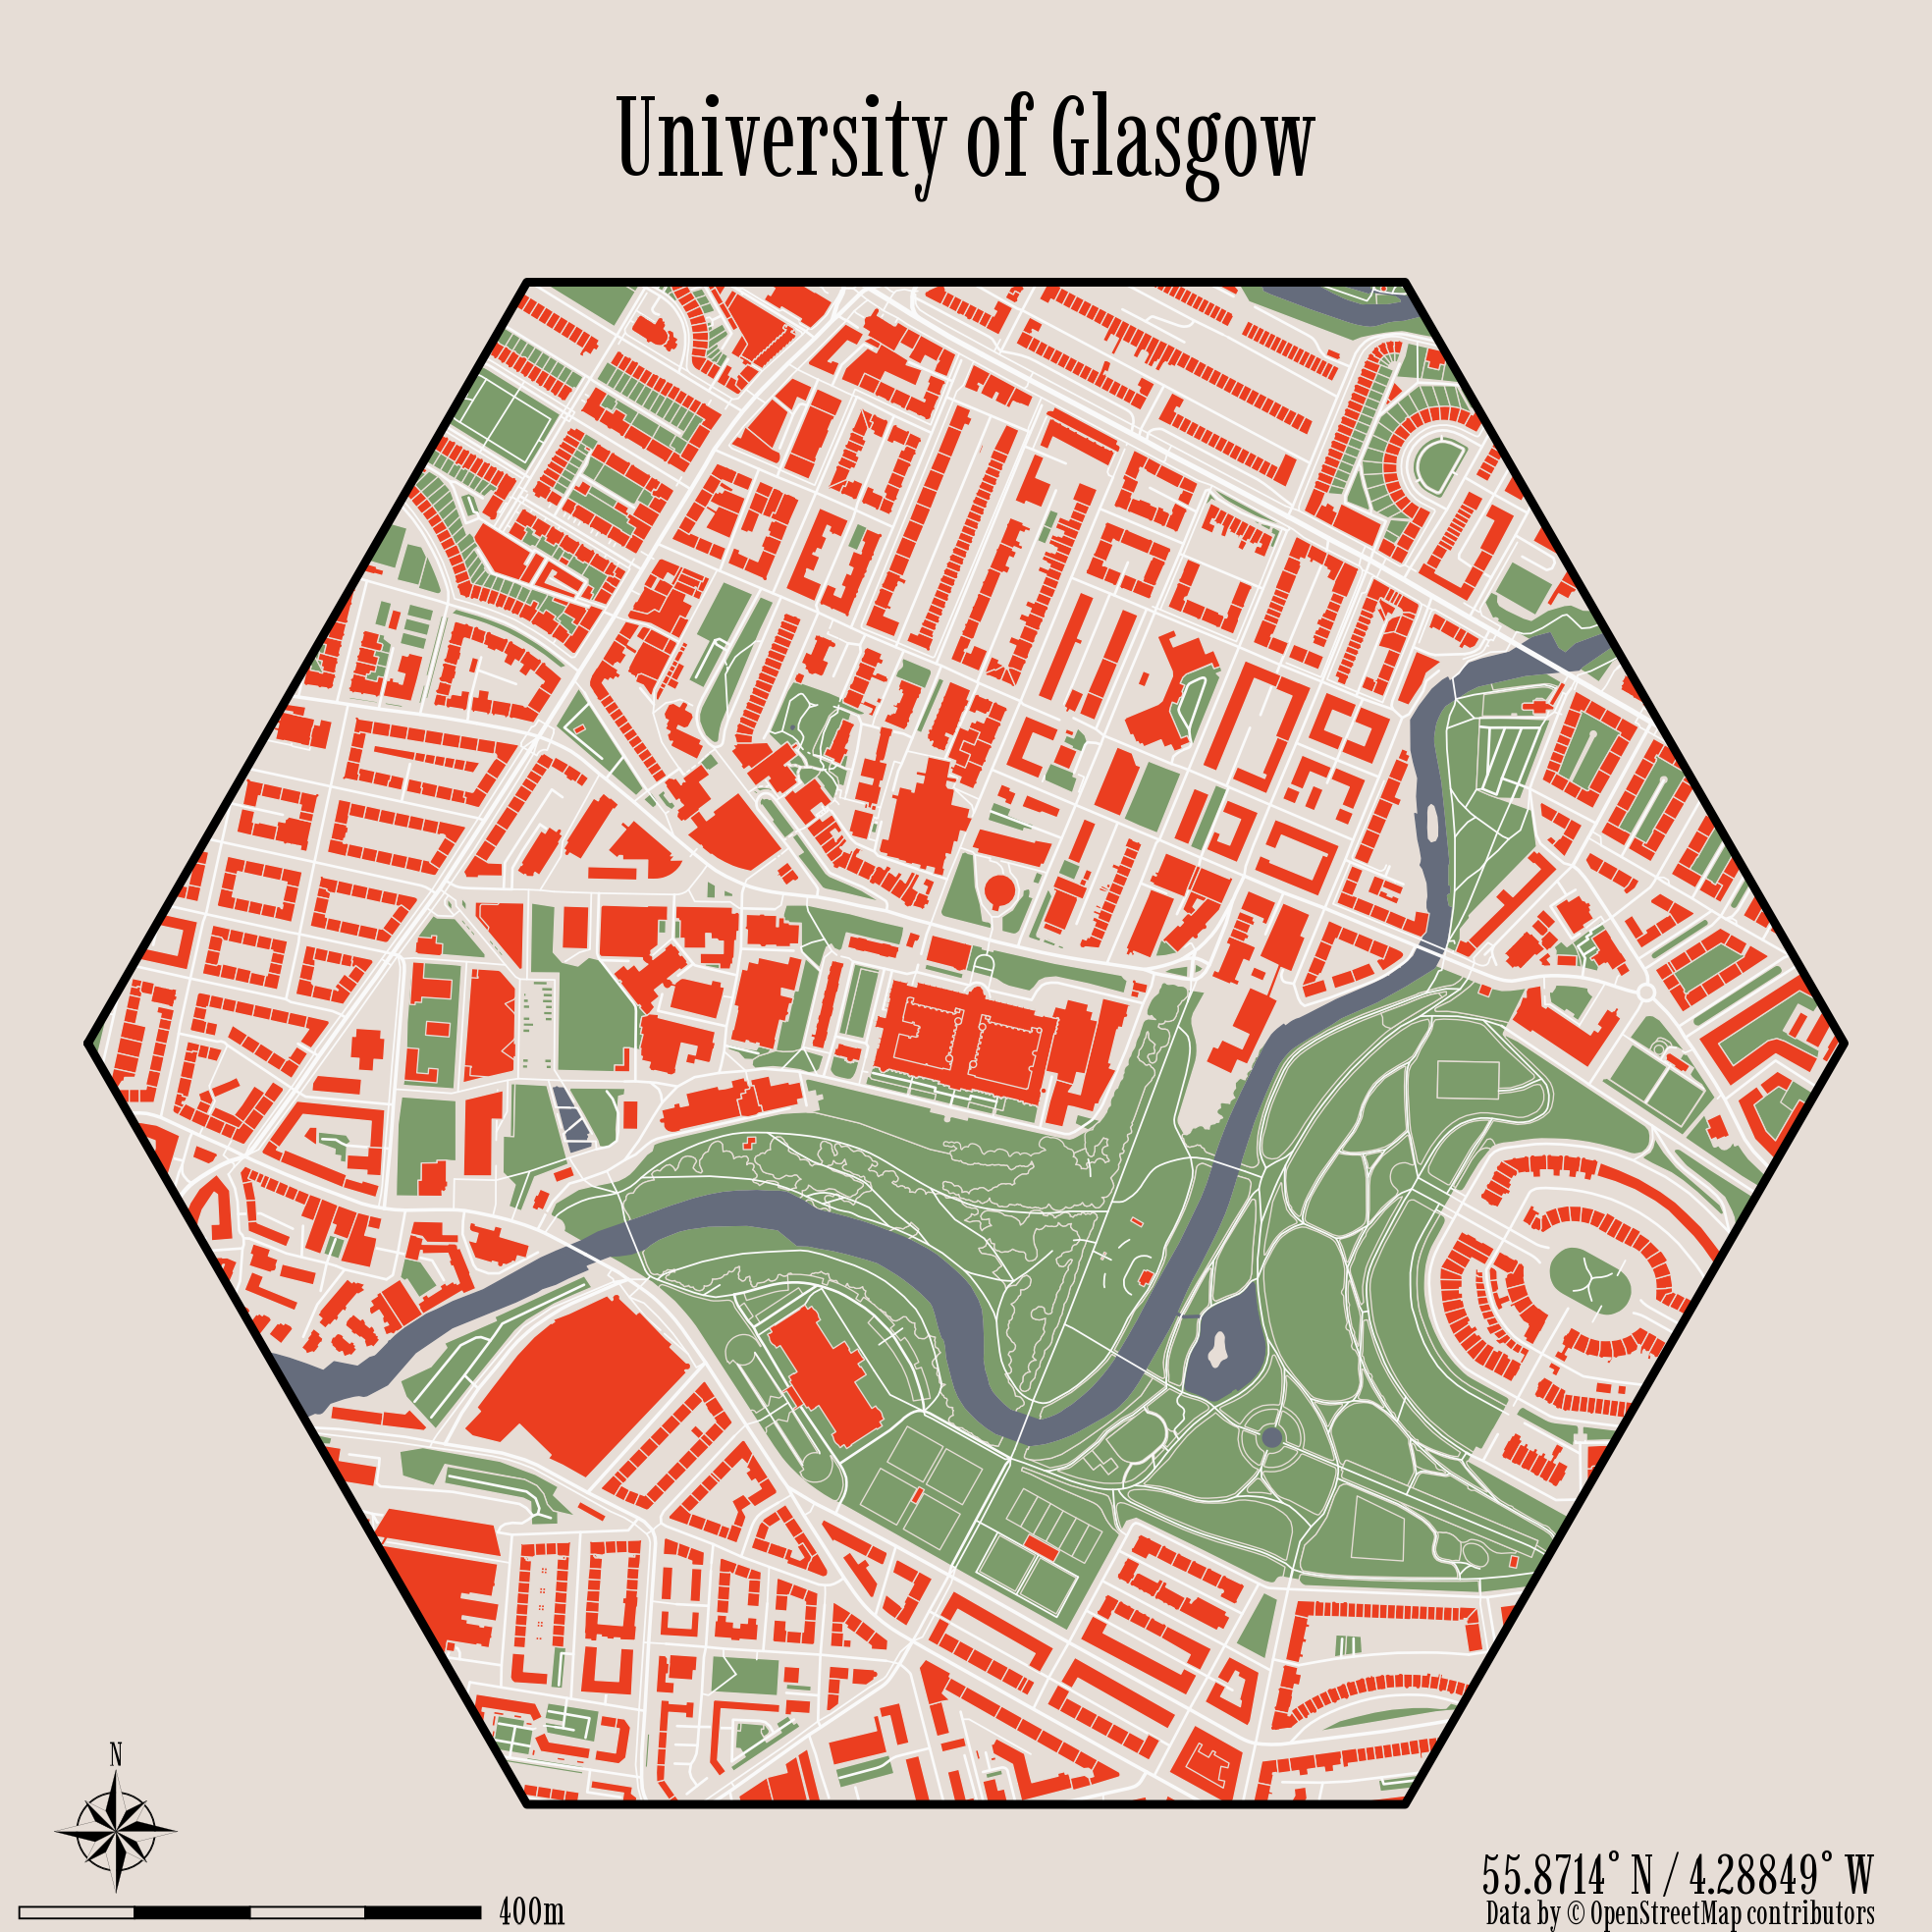 University of Glasgow
N
400m
55.8714° N / 4.28849° W
Data by © OpenStreetMap contributors